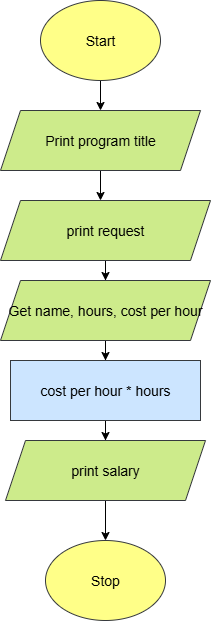 Start
Print program title
print request
Get name, hours, cost per hour
cost per hour * hours
print salary
Stop